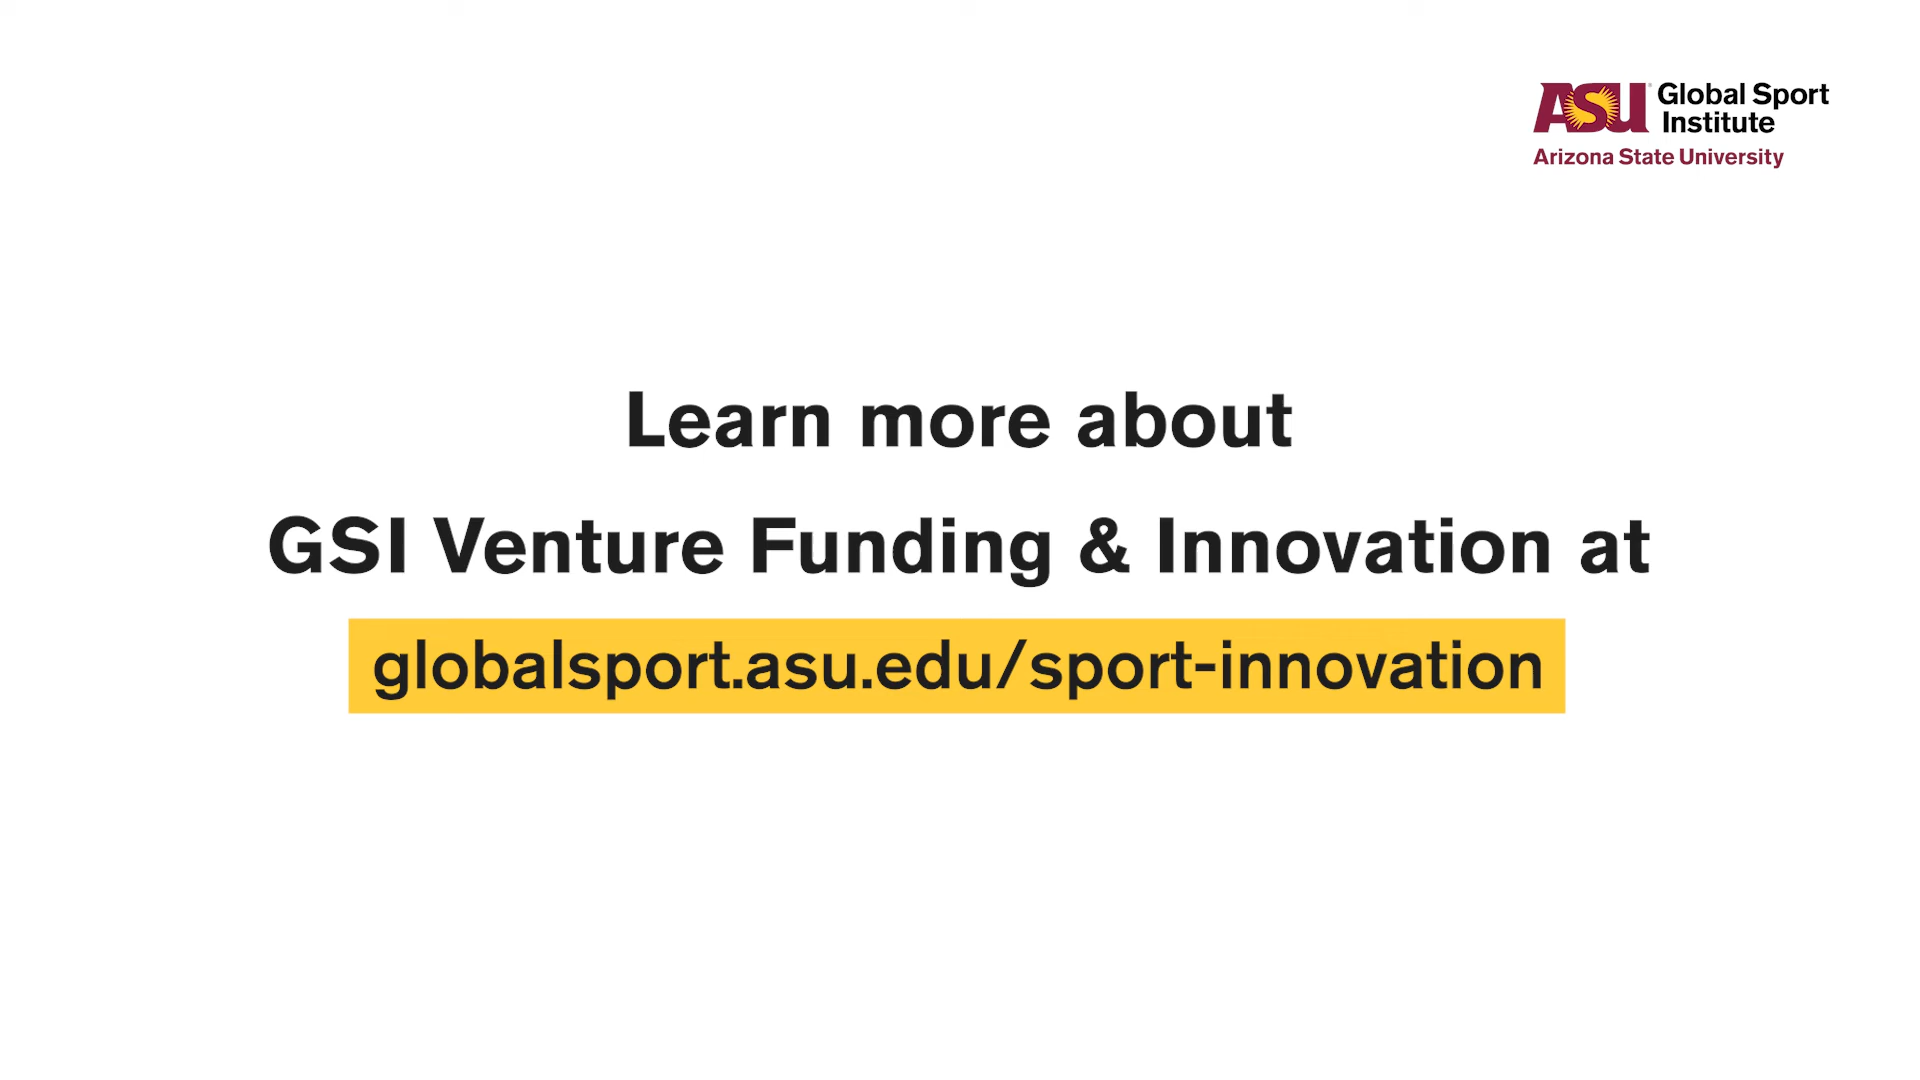 ASU Global Sport
Institute
Arizona State University
Learn more about
GSI Venture Funding & Innovation at
globalsport.asu.edu/sport-innovation